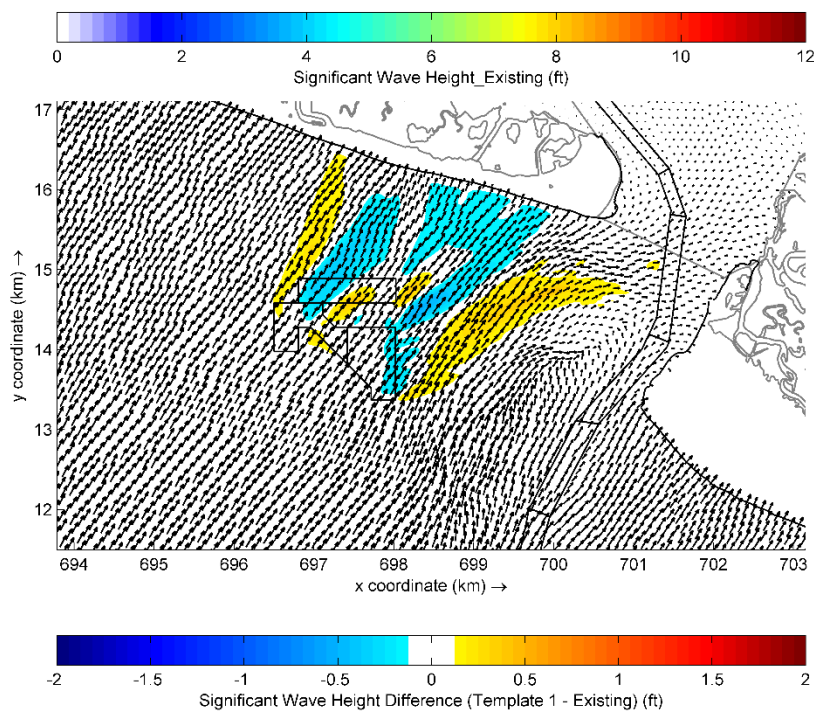 0 2 4 6 8 10 12
Significant Wave Height_Existing (ft)
17
16
15
14
13
12
y coordinate (km) →
694 695 696 697 698 699 700 701 702 703
x coordinate (km) →
-2 -1.5 -1 -0.5 0 0.5 1 1.5 2
Significant Wave Height Difference (Template 1 - Existing) (ft)